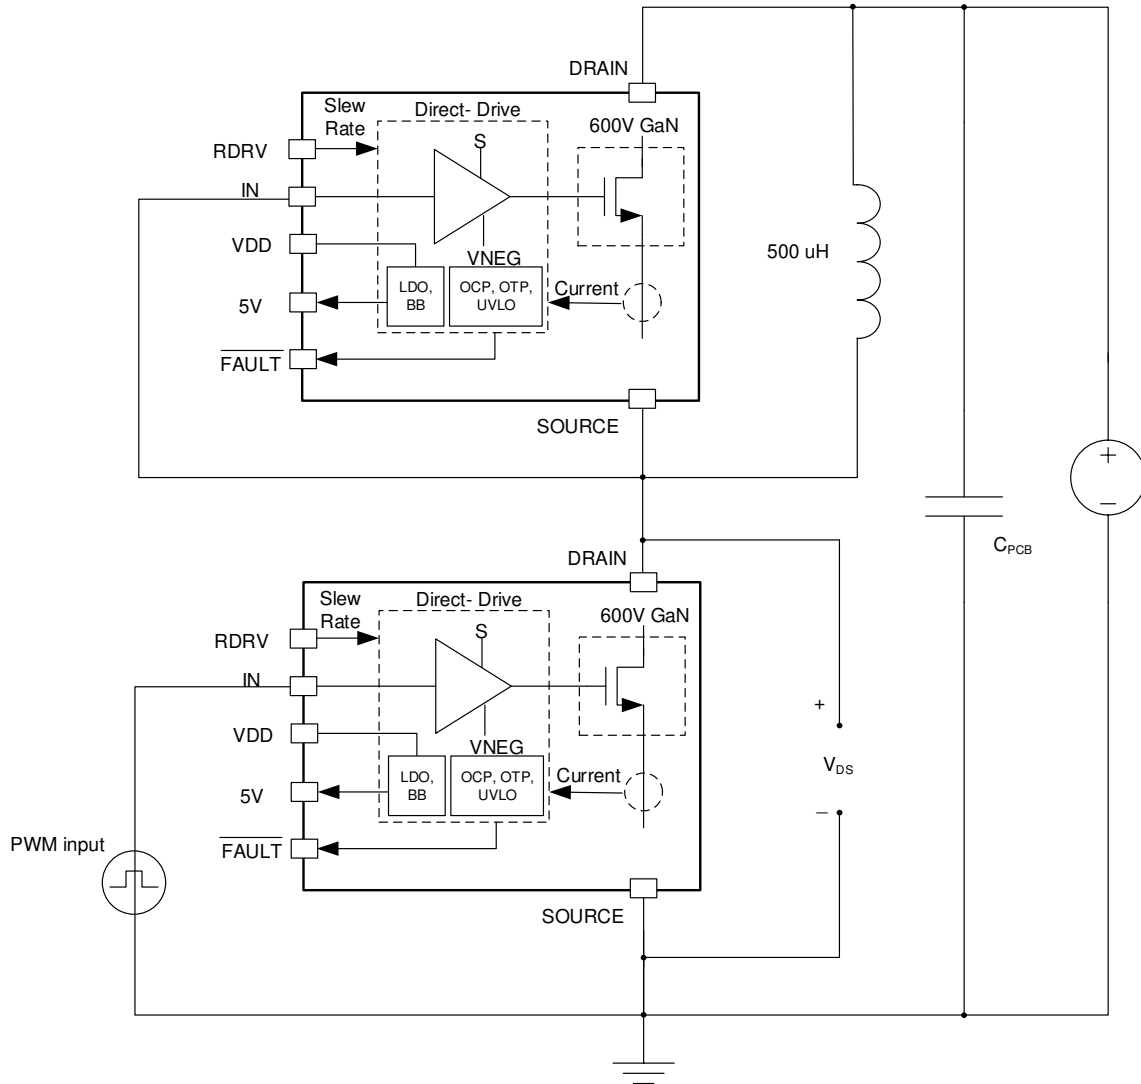 DRAIN
Slew
Rate
Direct- Drive
600V GaN
RDRV
S
IN
VDD
VNEG
LDO,
BB
OCP, OTP,
UVLO
Current
5V
FAULT
SOURCE
500 uH
+
–
CPCB
DRAIN
Slew
Rate
Direct- Drive
600V GaN
RDRV
S
IN
VDD
VNEG
LDO,
BB
OCP, OTP,
UVLO
Current
5V
FAULT
SOURCE
+
VDS
–
PWM input